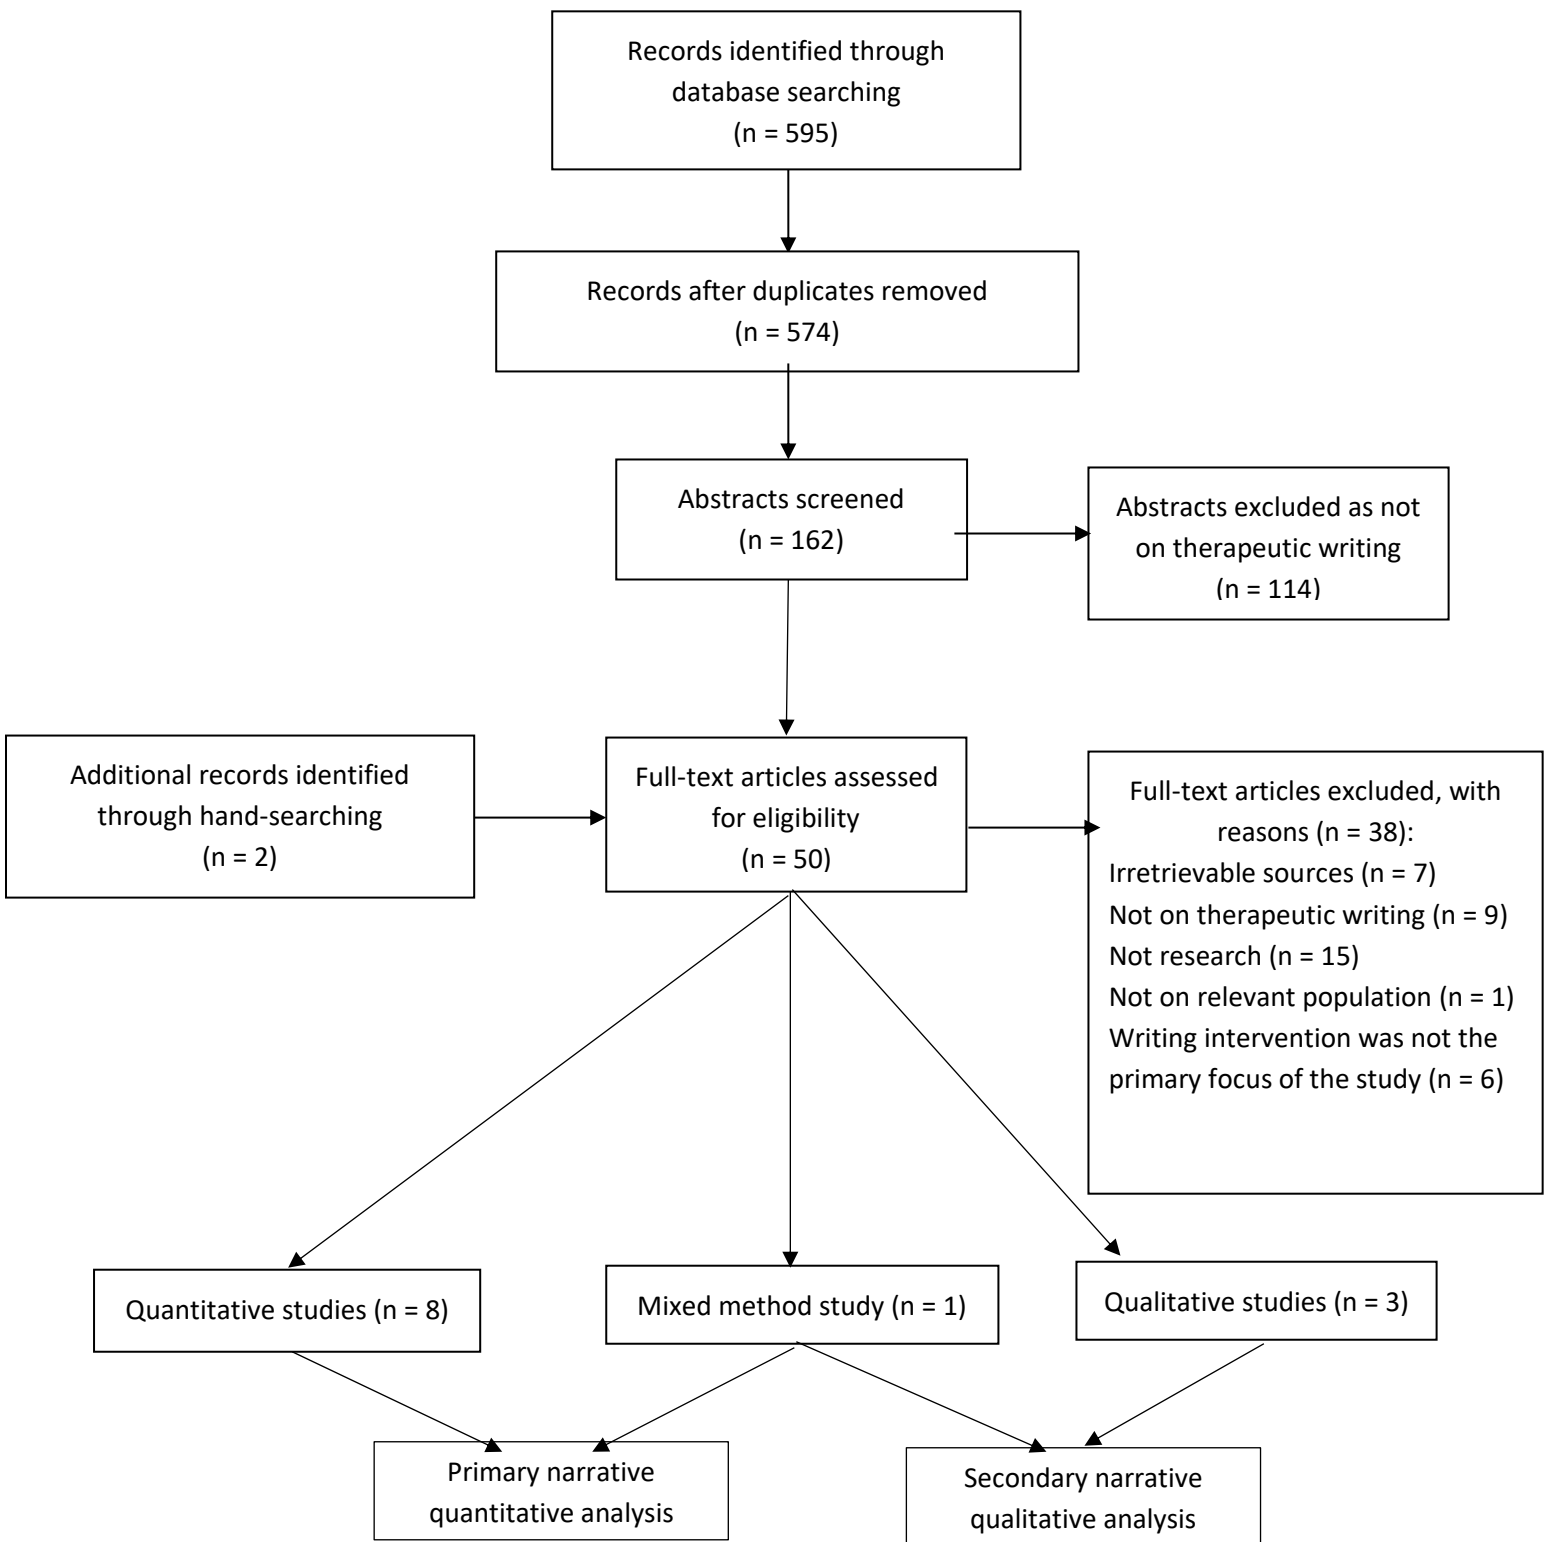 Records identified through
database searching
(n = 595)
Records after duplicates removed
(n = 574)
Abstracts screened
(n = 162)
Abstracts excluded as not
on therapeutic writing
(n = 114)
Additional records identified
through hand-searching
(n = 2)
Full-text articles assessed
for eligibility
(n = 50)
Full-text articles excluded, with
reasons (n = 38):
Irretrievable sources (n = 7)
Not on therapeutic writing (n = 9)
Not research (n = 15)
Not on relevant population (n = 1)
Writing intervention was not the
primary focus of the study (n = 6)
Quantitative studies (n = 8)
Mixed method study (n = 1)
Qualitative studies (n = 3)
Primary narrative
quantitative analysis
Secondary narrative
qualitative analysis